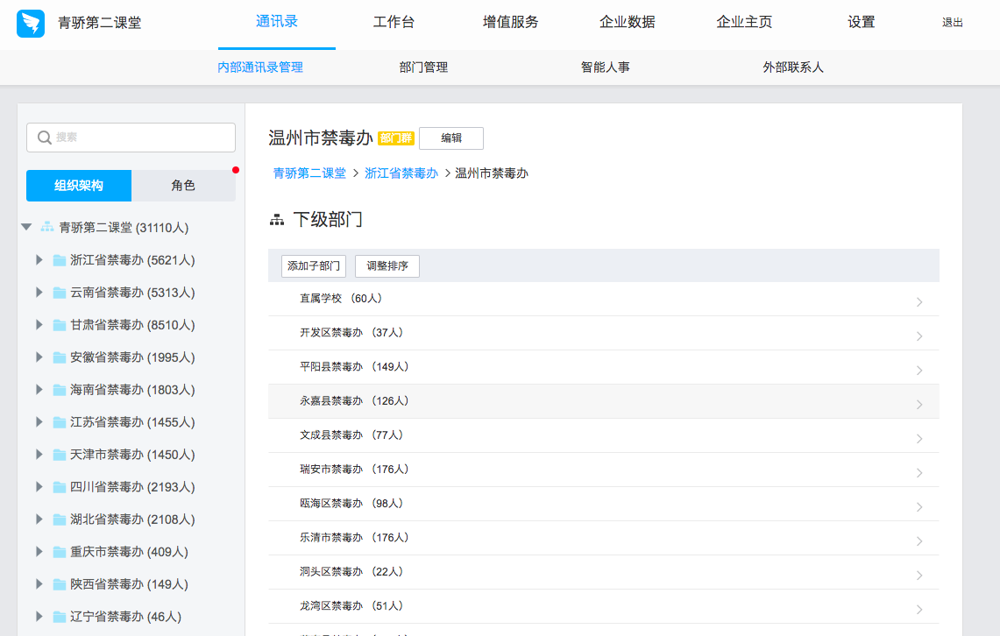 青骄第二课堂
通讯录 工作台 增值服务 企业数据 企业主页 设置 退出
内部通讯录管理 部门管理 智能人事 外部联系人
搜索
组织架构 角色
青骄第二课堂 (31110人)
浙江省禁毒办 (5621人)
云南省禁毒办 (5313人)
甘肃省禁毒办 (8510人)
安徽省禁毒办 (1995人)
海南省禁毒办 (1803人)
江苏省禁毒办 (1455人)
天津市禁毒办 (1450人)
四川省禁毒办 (2193人)
湖北省禁毒办 (2108人)
重庆市禁毒办 (409人)
陕西省禁毒办 (149人)
辽宁省禁毒办 (46人)
温州市禁毒办 部门群 编辑
青骄第二课堂 > 浙江省禁毒办 > 温州市禁毒办
下级部门
添加子部门 调整排序
直属学校 （60人）
开发区禁毒办 （37人）
平阳县禁毒办 （149人）
永嘉县禁毒办 （126人）
文成县禁毒办 （77人）
瑞安市禁毒办 （176人）
瓯海区禁毒办 （98人）
乐清市禁毒办 （176人）
洞头区禁毒办 （22人）
龙湾区禁毒办 （51人）